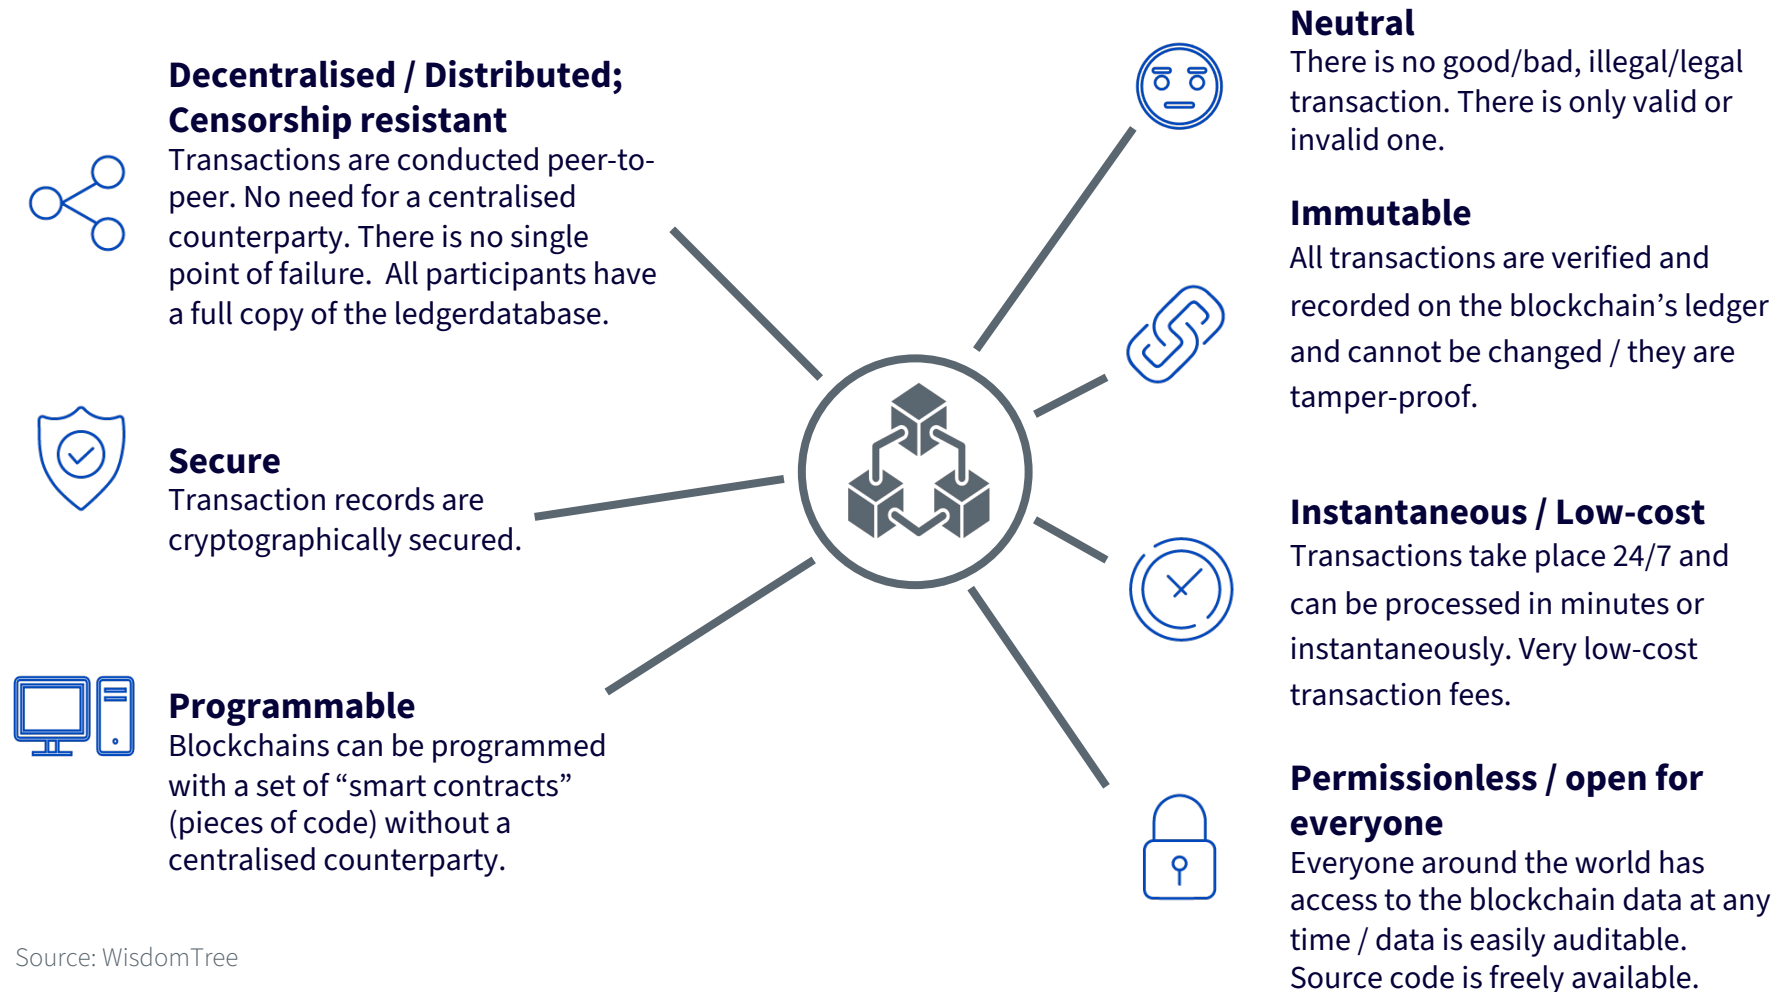 Decentralised / Distributed;
Censorship resistant
Transactions are conducted peer-to-
peer. No need for a centralised
counterparty. There is no single
point of failure.  All participants have
a full copy of the ledgerdatabase.
Secure
Transaction records are
cryptographically secured.
Programmable
Blockchains can be programmed
with a set of “smart contracts”
(pieces of code) without a
centralised counterparty.
Neutral
There is no good/bad, illegal/legal
transaction. There is only valid or
invalid one.
Immutable
All transactions are verified and
recorded on the blockchain’s ledger
and cannot be changed / they are
tamper-proof.
Instantaneous / Low-cost
Transactions take place 24/7 and
can be processed in minutes or
instantaneously. Very low-cost
transaction fees.
Permissionless / open for
everyone
Everyone around the world has
access to the blockchain data at any
time / data is easily auditable.
Source code is freely available.
Source: WisdomTree